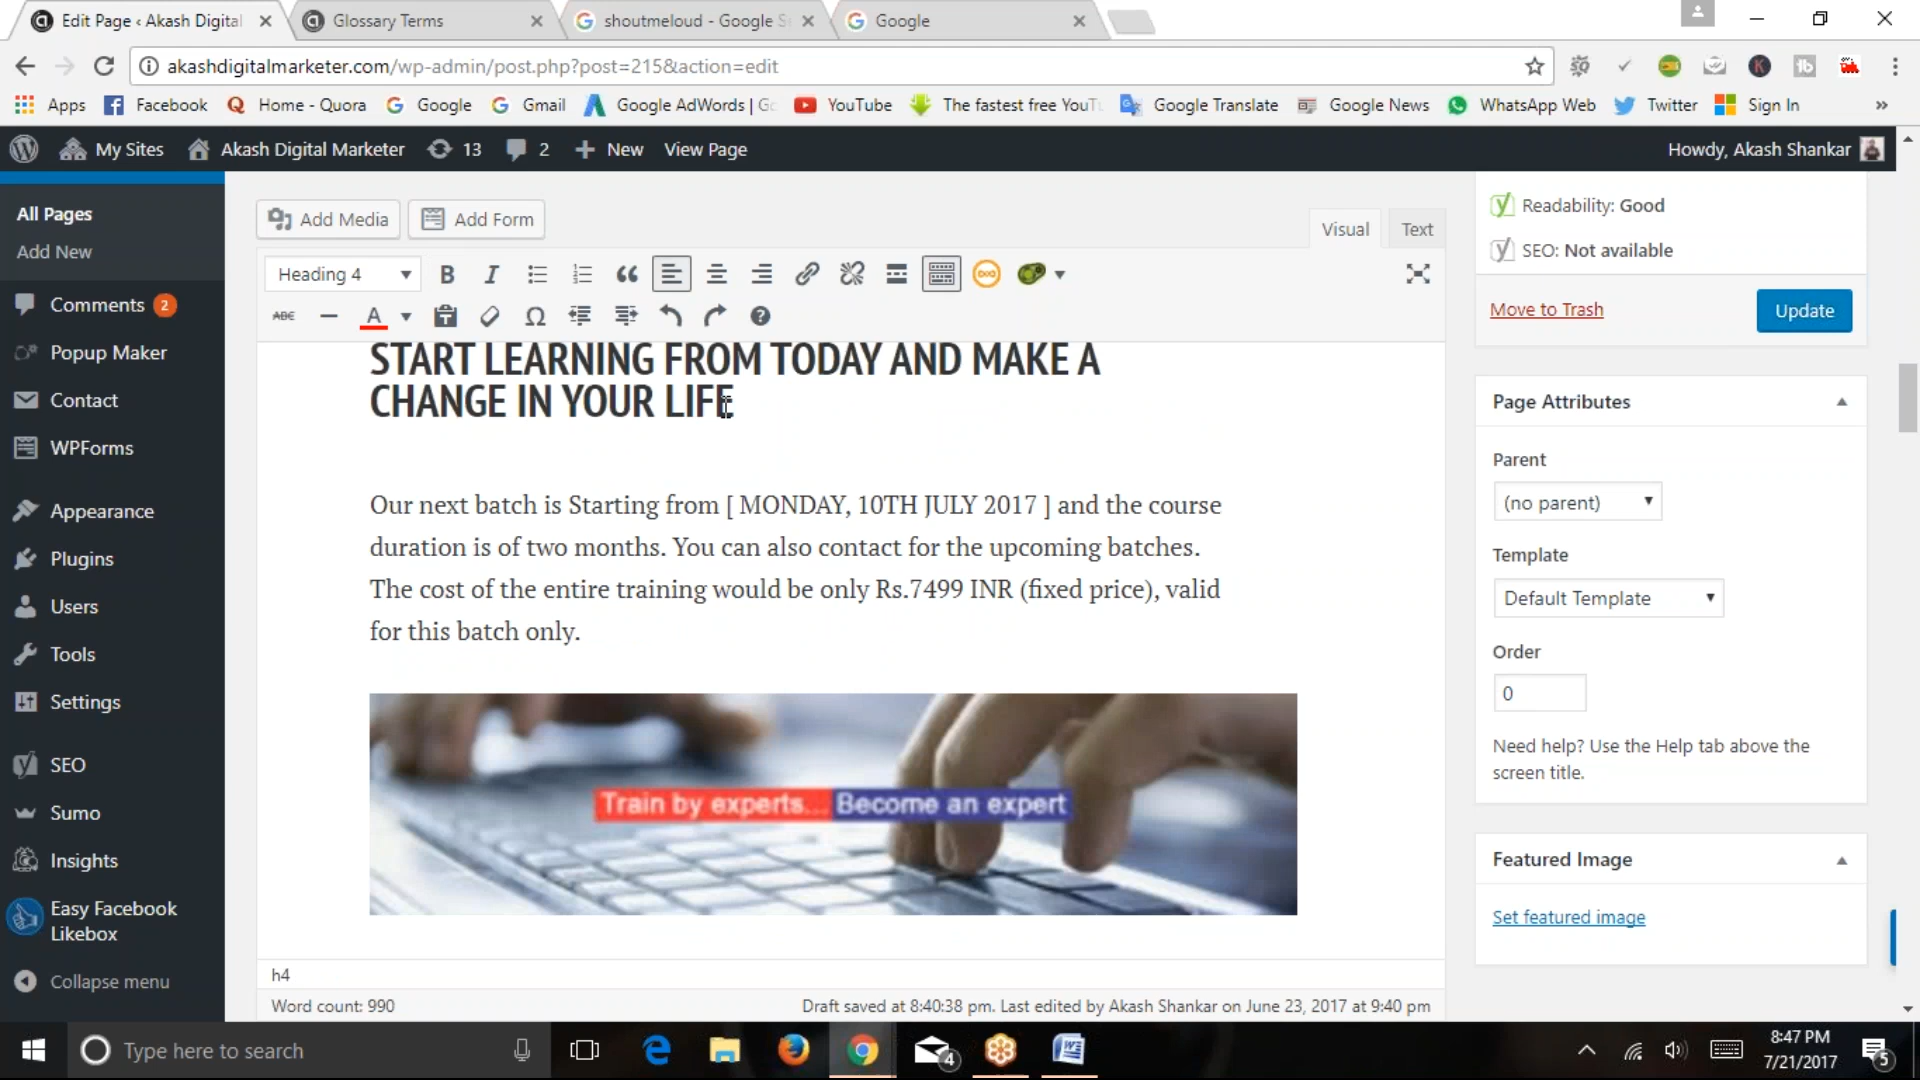 Edit Page ‹ Akash Digital
Glossary Terms
shoutmeloud - Google S
Google
akashdigitalmarketer.com/wp-admin/post.php?post=215&action=edit
Apps
Facebook
Home - Quora
Google
Gmail
Google AdWords | Go
YouTube
The fastest free YouT
Google Translate
Google News
WhatsApp Web
Twitter
Sign In
»
My Sites
Akash Digital Marketer
13
2
New
View Page
Howdy, Akash Shankar
All Pages
Add New
Comments 2
Popup Maker
Contact
WPForms
Appearance
Plugins
Users
Tools
Settings
SEO
Sumo
Insights
Easy Facebook
Likebox
Collapse menu
Add Media
Add Form
Visual
Text
Heading 4
B
I
ABC
A
Ω
START LEARNING FROM TODAY AND MAKE A
CHANGE IN YOUR LIFE
Our next batch is Starting from [ MONDAY, 10TH JULY 2017 ] and the course
duration is of two months. You can also contact for the upcoming batches.
The cost of the entire training would be only Rs.7499 INR (fixed price), valid
for this batch only.
Train by experts... Become an expert
h4
Word count: 990
Draft saved at 8:40:38 pm. Last edited by Akash Shankar on June 23, 2017 at 9:40 pm
Readability: Good
SEO: Not available
Move to Trash
Update
Page Attributes
Parent
(no parent)
Template
Default Template
Order
0
Need help? Use the Help tab above the
screen title.
Featured Image
Set featured image
Type here to search
4
8:47 PM
7/21/2017
5